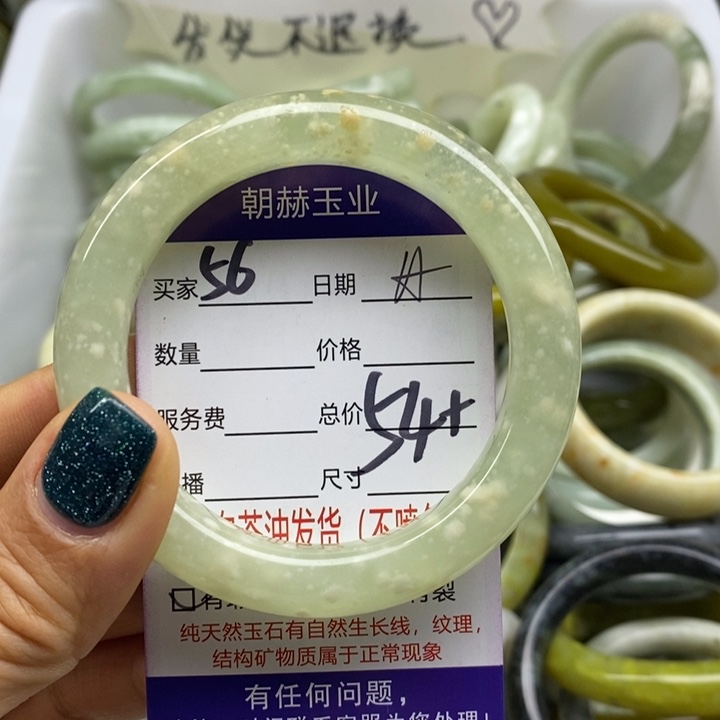 不退换
朝赫玉业
买家 56 日期 A
数量 价格
服务费 总价 54+
播 尺寸
茶油发货（不喷
纯天然玉石有自然生长线，纹理，
结构矿物质属于正常现象
有任何问题，